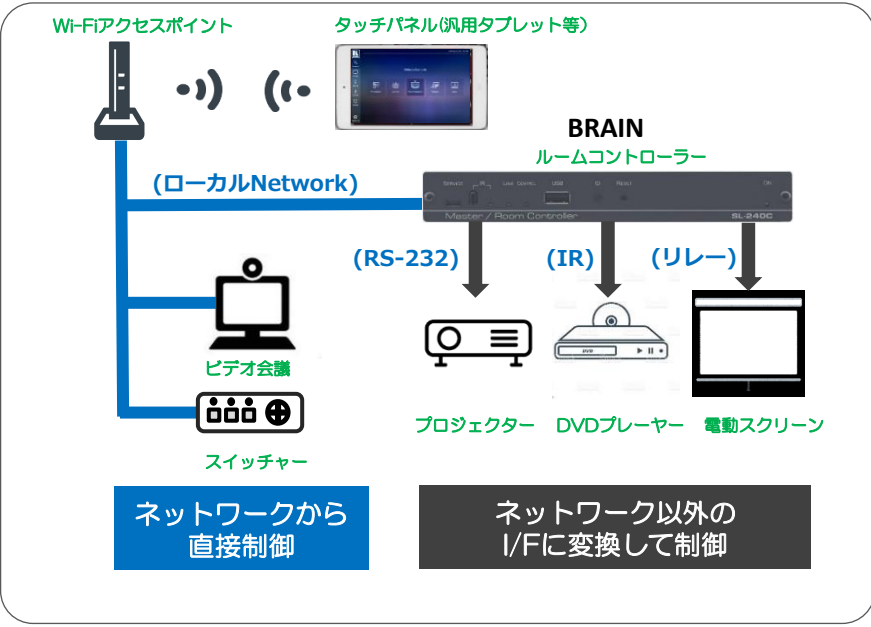 Wi-Fiアクセスポイント
タッチパネル(汎用タブレット等)
BRAIN
ルームコントローラー
(ローカルNetwork)
USB
ON
Master / Room Controller
SL-240C
(RS-232)
(IR)
(リレー)
DVD
ビデオ会議
プロジェクター
DVDプレーヤー
電動スクリーン
スイッチャー
ネットワークから
直接制御
ネットワーク以外の
I/Fに変換して制御